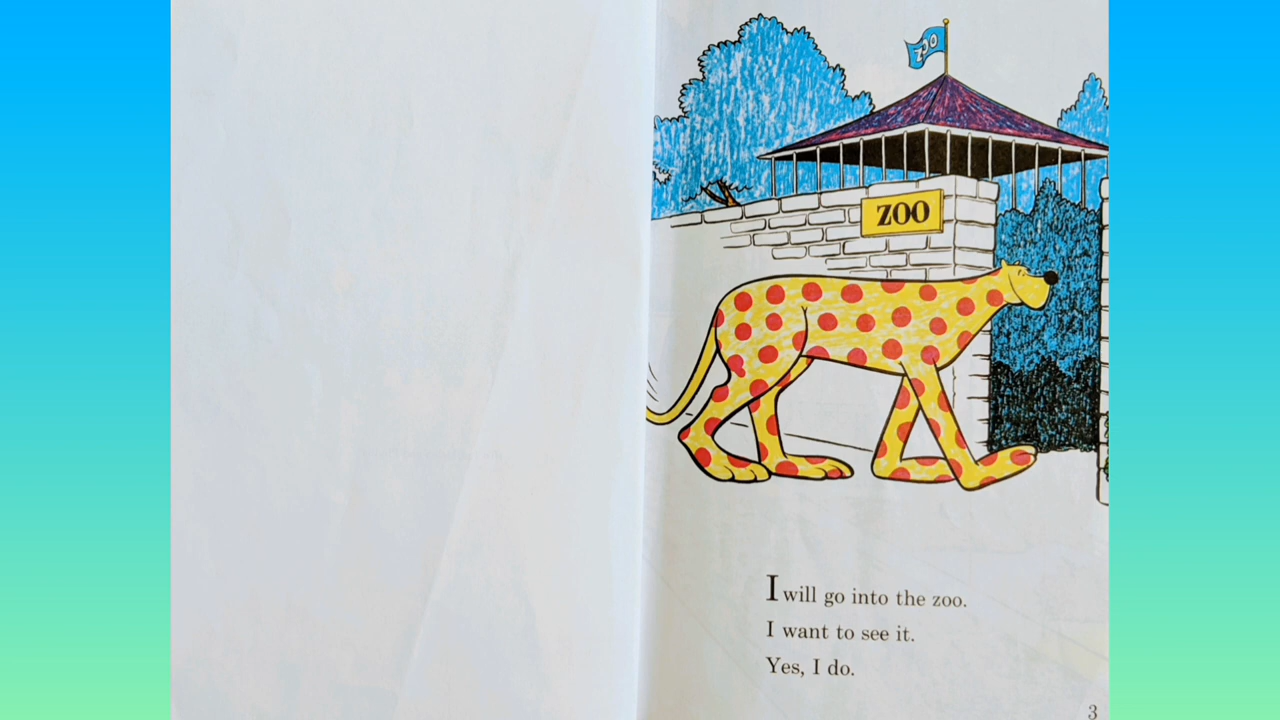 ZOO
ZOO
I will go into the zoo.
I want to see it.
Yes, I do.
3